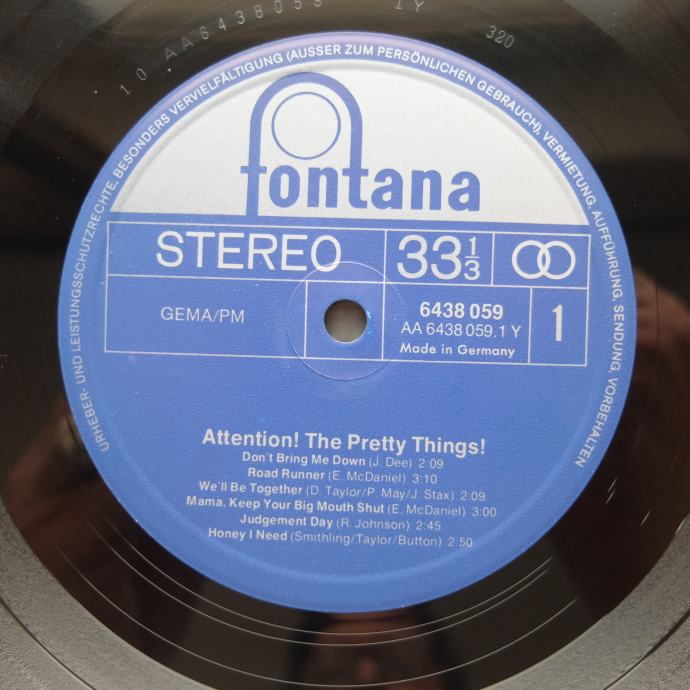 10 AA6438059 1Y 320
URHEBER- UND LEISTUNGSSCHUTZRECHTE, BESONDERS VERVIELFÄLTIGUNG (AUSSER ZUM PERSÖNLICHEN GEBRAUCH), VERMIETUNG, AUFFÜHRUNG, SENDUNG, VORBEHALTEN
fontana
STEREO 33 1/3
GEMA/PM
6438 059
AA 6438 059.1 Y
Made in Germany
1
Attention! The Pretty Things!
Don't Bring Me Down (J. Dee) 2:09
Road Runner (E. McDaniel) 3:10
We'll Be Together (D. Taylor/P. May/J. Stax) 2:09
Mama, Keep Your Big Mouth Shut (E. McDaniel) 3:00
Judgement Day (R. Johnson) 2:45
Honey I Need (Smithling/Taylor/Button) 2:50